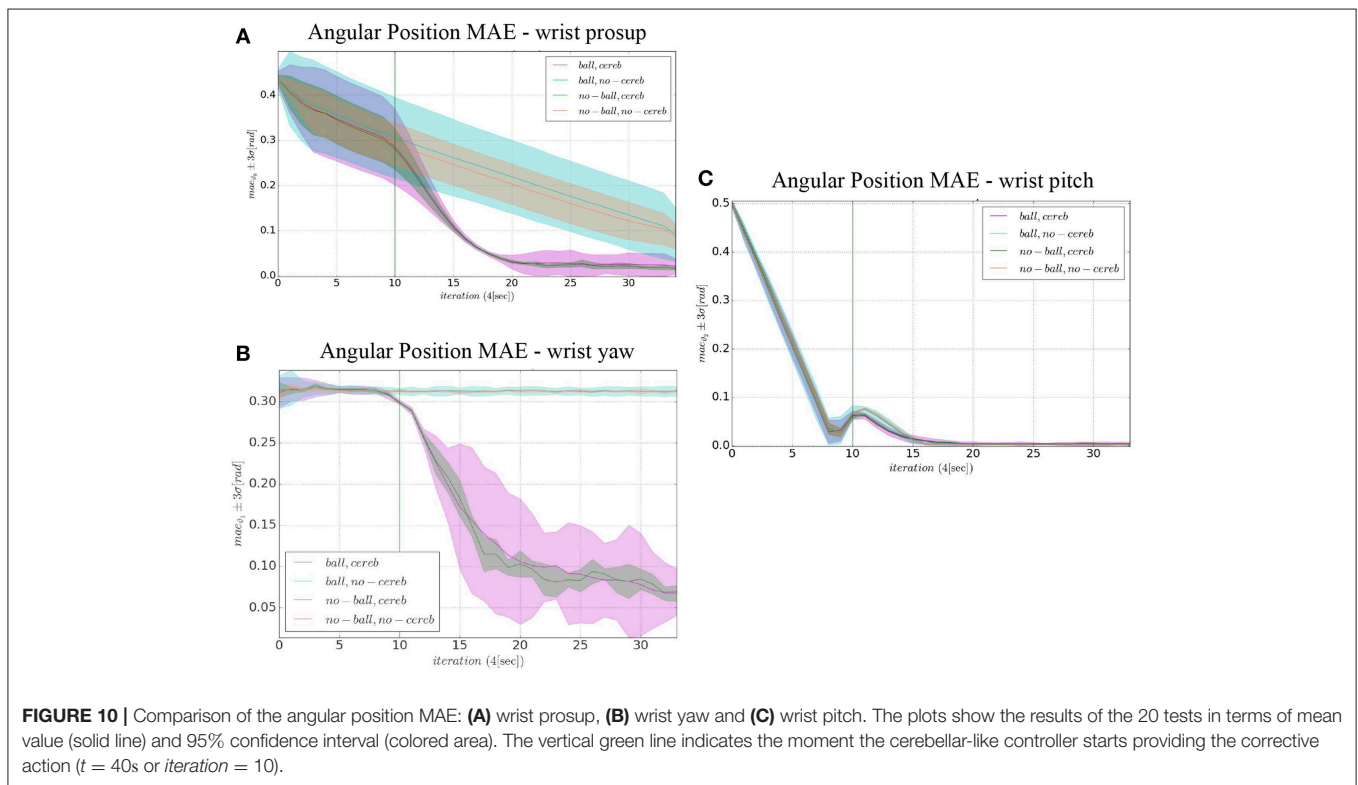 A
Angular Position MAE - wrist prosup
ball, cereb
ball, no − cereb
no − ball, cereb
no − ball, no − cereb
0.4
0.3
0.2
0.1
0.0
mae ± 3σ[rad]
0 5 10 15 20 25 30
iteration (4[sec])
B
Angular Position MAE - wrist yaw
0.30
0.25
0.20
0.15
0.10
0.05
mae ± 3σ[rad]
ball, cereb
ball, no − cereb
no − ball, cereb
no − ball, no − cereb
0 5 10 15 20 25 30
iteration (4[sec])
C
Angular Position MAE - wrist pitch
ball, cereb
ball, no − cereb
no − ball, cereb
no − ball, no − cereb
0.5
0.4
0.3
0.2
0.1
0.0
mae ± 3σ[rad]
0 5 10 15 20 25 30
iteration (4[sec])
FIGURE 10 | Comparison of the angular position MAE: (A) wrist prosup, (B) wrist yaw and (C) wrist pitch. The plots show the results of the 20 tests in terms of mean
value (solid line) and 95% confidence interval (colored area). The vertical green line indicates the moment the cerebellar-like controller starts providing the corrective
action (t = 40s or iteration = 10).